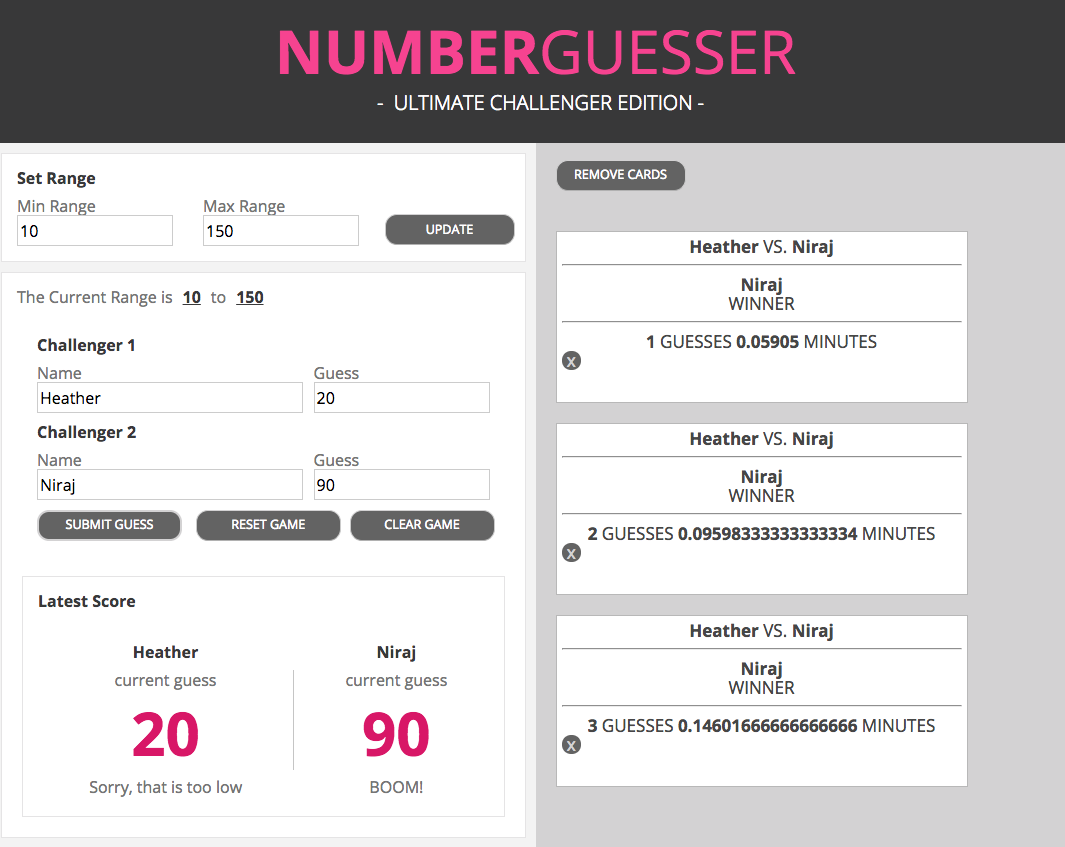 NUMBERGUESSER
- ULTIMATE CHALLENGER EDITION -
Set Range
Min Range Max Range
10 150 UPDATE
The Current Range is 10 to 150
Challenger 1
Name Guess
Heather 20
Challenger 2
Name Guess
Niraj 90
SUBMIT GUESS RESET GAME CLEAR GAME
Latest Score
Heather Niraj
current guess current guess
20 90
Sorry, that is too low BOOM!
REMOVE CARDS
Heather VS. Niraj
Niraj
WINNER
1 GUESSES 0.05905 MINUTES
X
Heather VS. Niraj
Niraj
WINNER
2 GUESSES 0.09598333333333334 MINUTES
X
Heather VS. Niraj
Niraj
WINNER
3 GUESSES 0.14601666666666666 MINUTES
X